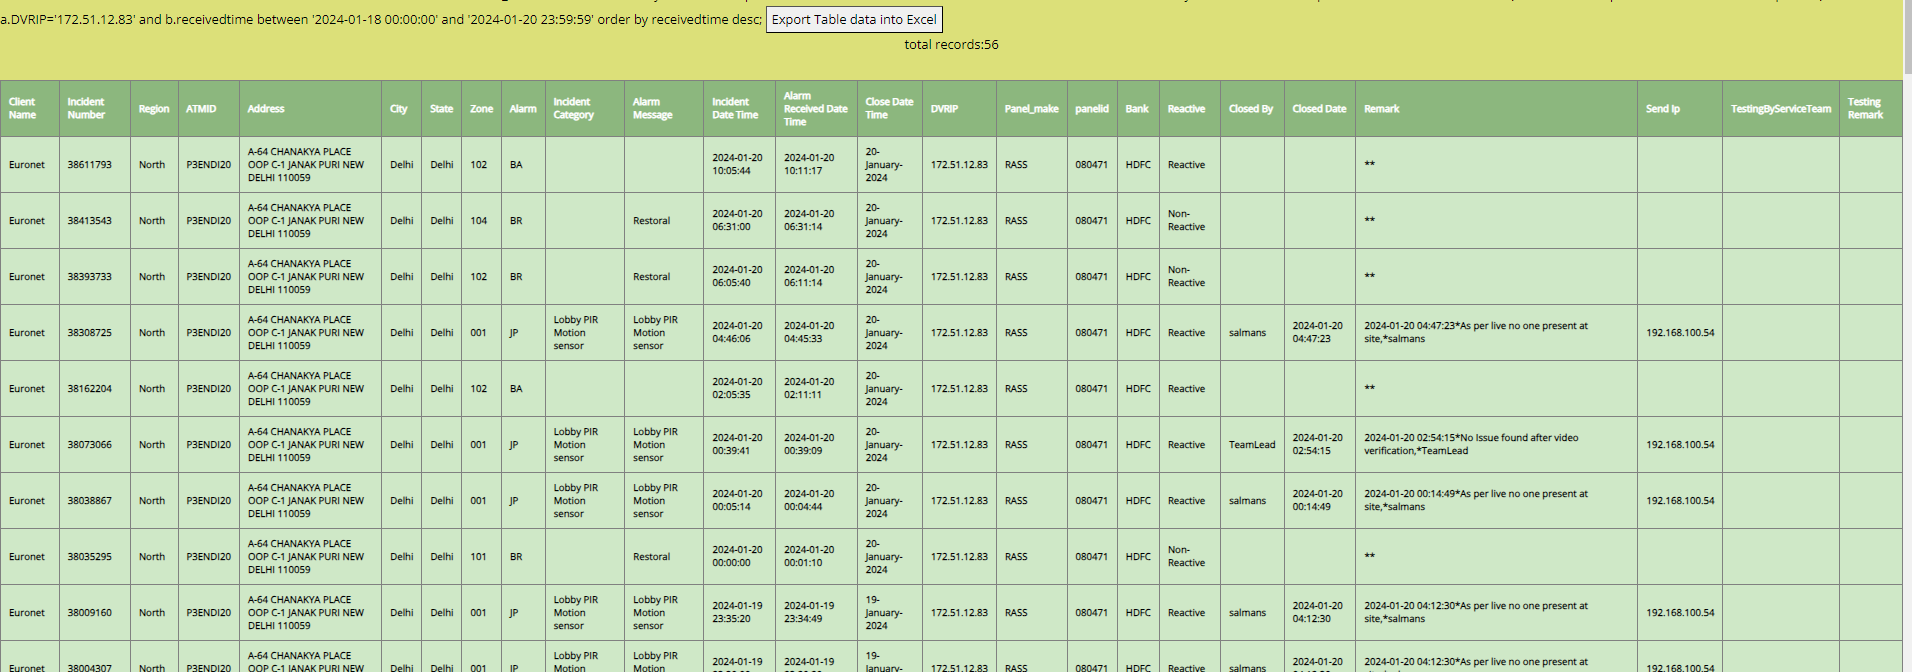 a.DVRIP='172.51.12.83' and b.receivedtime between '2024-01-18 00:00:00' and '2024-01-20 23:59:59' order by receivedtime desc; Export Table data into Excel
total records:56
Client Name Incident Number Region ATMID Address City State Zone Alarm Incident Category Alarm Message Incident Date Time Alarm Received Date Time Close Date Time DVRIP Panel_make panelid Bank Reactive Closed By Closed Date Remark Send Ip TestingByServiceTeam Testing Remark
Euronet 38611793 North P3ENDI20 A-64 CHANAKYA PLACE OOP C-1 JANAK PURI NEW DELHI 110059 Delhi Delhi 102 BA 2024-01-20 10:05:44 2024-01-20 10:11:17 20-January-2024 172.51.12.83 RASS 080471 HDFC Reactive **
Euronet 38413543 North P3ENDI20 A-64 CHANAKYA PLACE OOP C-1 JANAK PURI NEW DELHI 110059 Delhi Delhi 104 BR Restoral 2024-01-20 06:31:00 2024-01-20 06:31:14 20-January-2024 172.51.12.83 RASS 080471 HDFC Non-Reactive **
Euronet 38393733 North P3ENDI20 A-64 CHANAKYA PLACE OOP C-1 JANAK PURI NEW DELHI 110059 Delhi Delhi 102 BR Restoral 2024-01-20 06:05:40 2024-01-20 06:11:14 20-January-2024 172.51.12.83 RASS 080471 HDFC Non-Reactive **
Euronet 38308725 North P3ENDI20 A-64 CHANAKYA PLACE OOP C-1 JANAK PURI NEW DELHI 110059 Delhi Delhi 001 JP Lobby PIR Motion sensor Lobby PIR Motion sensor 2024-01-20 04:46:06 2024-01-20 04:45:33 20-January-2024 172.51.12.83 RASS 080471 HDFC Reactive salmans 2024-01-20 04:47:23 2024-01-20 04:47:23*As per live no one present at site,*salmans 192.168.100.54
Euronet 38162204 North P3ENDI20 A-64 CHANAKYA PLACE OOP C-1 JANAK PURI NEW DELHI 110059 Delhi Delhi 102 BA 2024-01-20 02:05:35 2024-01-20 02:11:11 20-January-2024 172.51.12.83 RASS 080471 HDFC Reactive **
Euronet 38073066 North P3ENDI20 A-64 CHANAKYA PLACE OOP C-1 JANAK PURI NEW DELHI 110059 Delhi Delhi 001 JP Lobby PIR Motion sensor Lobby PIR Motion sensor 2024-01-20 00:39:41 2024-01-20 00:39:09 20-January-2024 172.51.12.83 RASS 080471 HDFC Reactive TeamLead 2024-01-20 02:54:15 2024-01-20 02:54:15*No Issue found after video verification,*TeamLead 192.168.100.54
Euronet 38038867 North P3ENDI20 A-64 CHANAKYA PLACE OOP C-1 JANAK PURI NEW DELHI 110059 Delhi Delhi 001 JP Lobby PIR Motion sensor Lobby PIR Motion sensor 2024-01-20 00:05:14 2024-01-20 00:04:44 20-January-2024 172.51.12.83 RASS 080471 HDFC Reactive salmans 2024-01-20 00:14:49 2024-01-20 00:14:49*As per live no one present at site,*salmans 192.168.100.54
Euronet 38035295 North P3ENDI20 A-64 CHANAKYA PLACE OOP C-1 JANAK PURI NEW DELHI 110059 Delhi Delhi 101 BR Restoral 2024-01-20 00:00:00 2024-01-20 00:01:10 20-January-2024 172.51.12.83 RASS 080471 HDFC Non-Reactive **
Euronet 38009160 North P3ENDI20 A-64 CHANAKYA PLACE OOP C-1 JANAK PURI NEW DELHI 110059 Delhi Delhi 001 JP Lobby PIR Motion sensor Lobby PIR Motion sensor 2024-01-19 23:35:20 2024-01-19 23:34:49 19-January-2024 172.51.12.83 RASS 080471 HDFC Reactive salmans 2024-01-20 04:12:30 2024-01-20 04:12:30*As per live no one present at site,*salmans 192.168.100.54
Euronet 38004307 North P3ENDI20 A-64 CHANAKYA PLACE OOP C-1 JANAK PURI NEW Delhi Delhi 001 JP Lobby PIR Motion Lobby PIR Motion 2024-01-19 2024-01-19 19-January- 172.51.12.83 RASS 080471 HDFC Reactive salmans 2024-01-20 2024-01-20 04:12:30*As per live no one present at 192.168.100.54